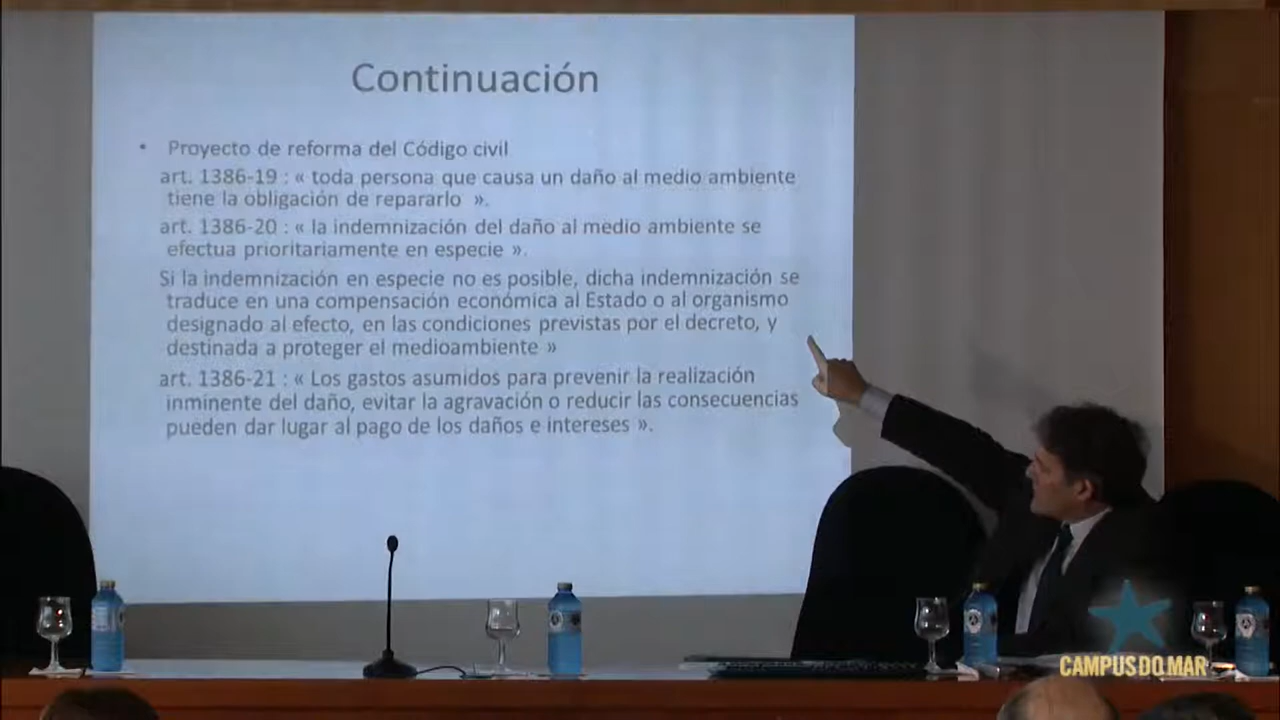 Continuación
• Proyecto de reforma del Código civil
art. 1386-19 : « toda persona que causa un daño al medio ambiente
tiene la obligación de repararlo ».
art. 1386-20 : « la indemnización del daño al medio ambiente se
efectua prioritariamente en especie ».
Si la indemnización en especie no es posible, dicha indemnización se
traduce en una compensación económica al Estado o al organismo
designado al efecto, en las condiciones previstas por el decreto, y
destinada a proteger el medioambiente »
art. 1386-21 : « Los gastos asumidos para prevenir la realización
inminente del daño, evitar la agravación o reducir las consecuencias
pueden dar lugar al pago de los daños e intereses ».
CAMPUS DO MAR